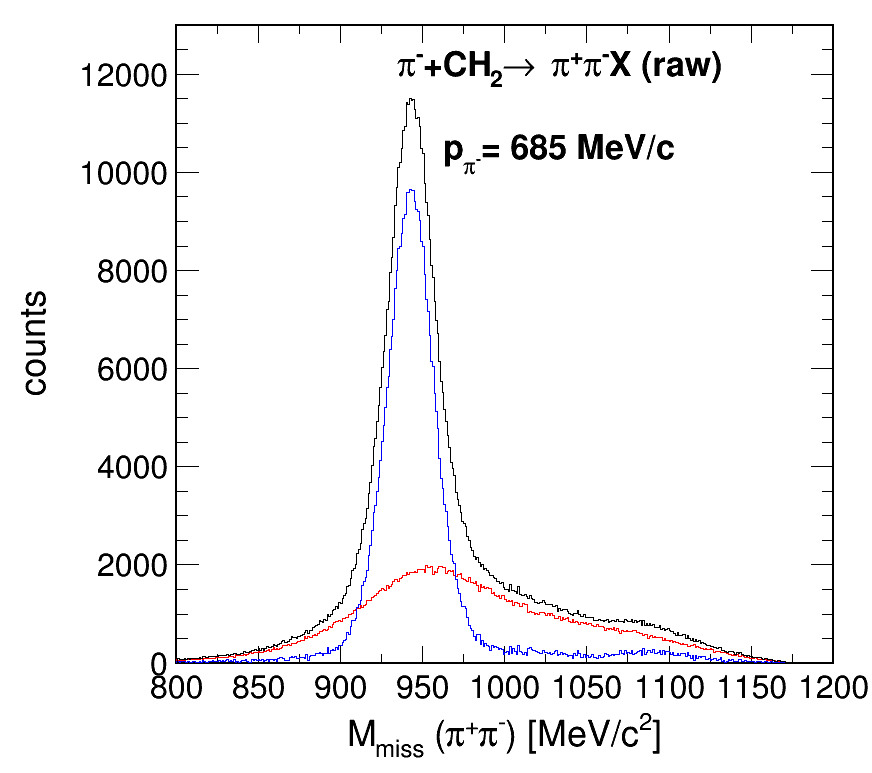 π⁻+CH₂→ π⁺π⁻X (raw)
p_π⁻= 685 MeV/c
counts
12000
10000
8000
6000
4000
2000
0
800 850 900 950 1000 1050 1100 1150 1200
M_miss (π⁺π⁻) [MeV/c²]